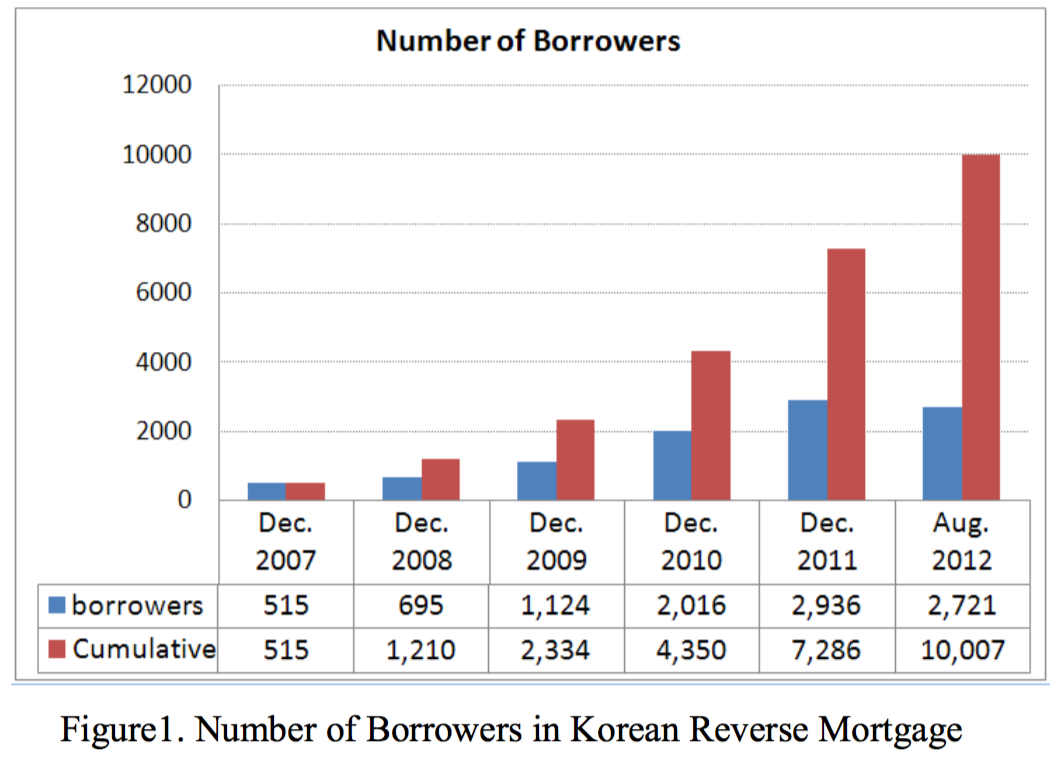 Number of Borrowers
12000
10000
8000
6000
4000
2000
0
Dec. 2007 Dec. 2008 Dec. 2009 Dec. 2010 Dec. 2011 Aug. 2012
borrowers 515 695 1,124 2,016 2,936 2,721
Cumulative 515 1,210 2,334 4,350 7,286 10,007
Figure1. Number of Borrowers in Korean Reverse Mortgage